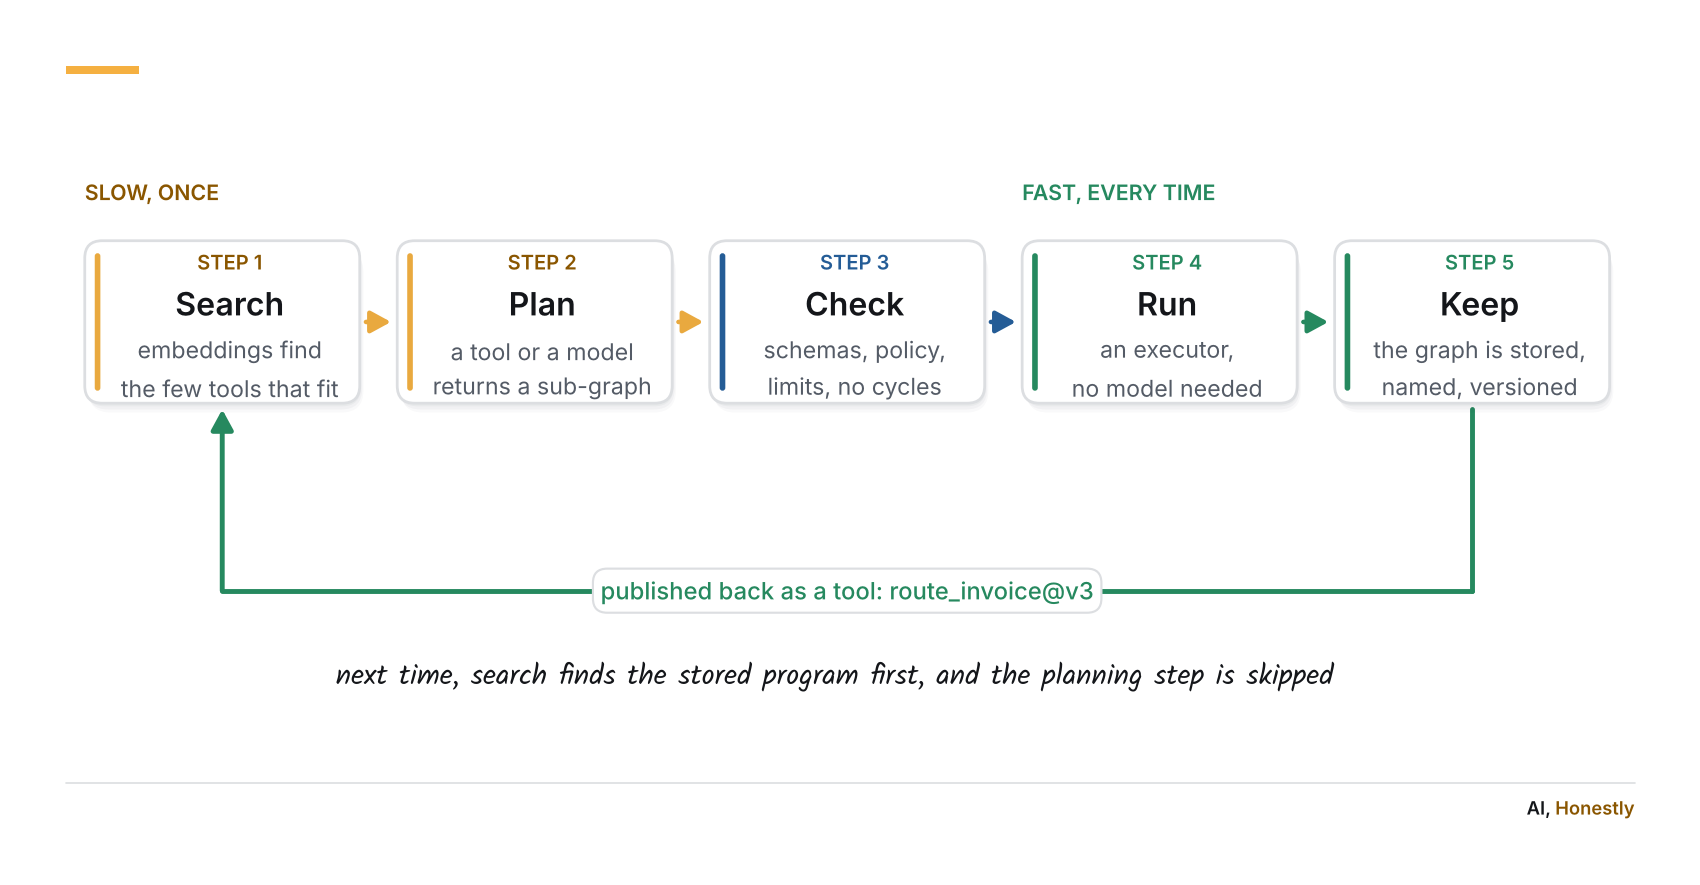 SLOW, ONCE
FAST, EVERY TIME
STEP 1
Search
embeddings find
the few tools that fit
STEP 2
Plan
a tool or a model
returns a sub-graph
STEP 3
Check
schemas, policy,
limits, no cycles
STEP 4
Run
an executor,
no model needed
STEP 5
Keep
the graph is stored,
named, versioned
published back as a tool: route_invoice@v3
next time, search finds the stored program first, and the planning step is skipped
AI, Honestly